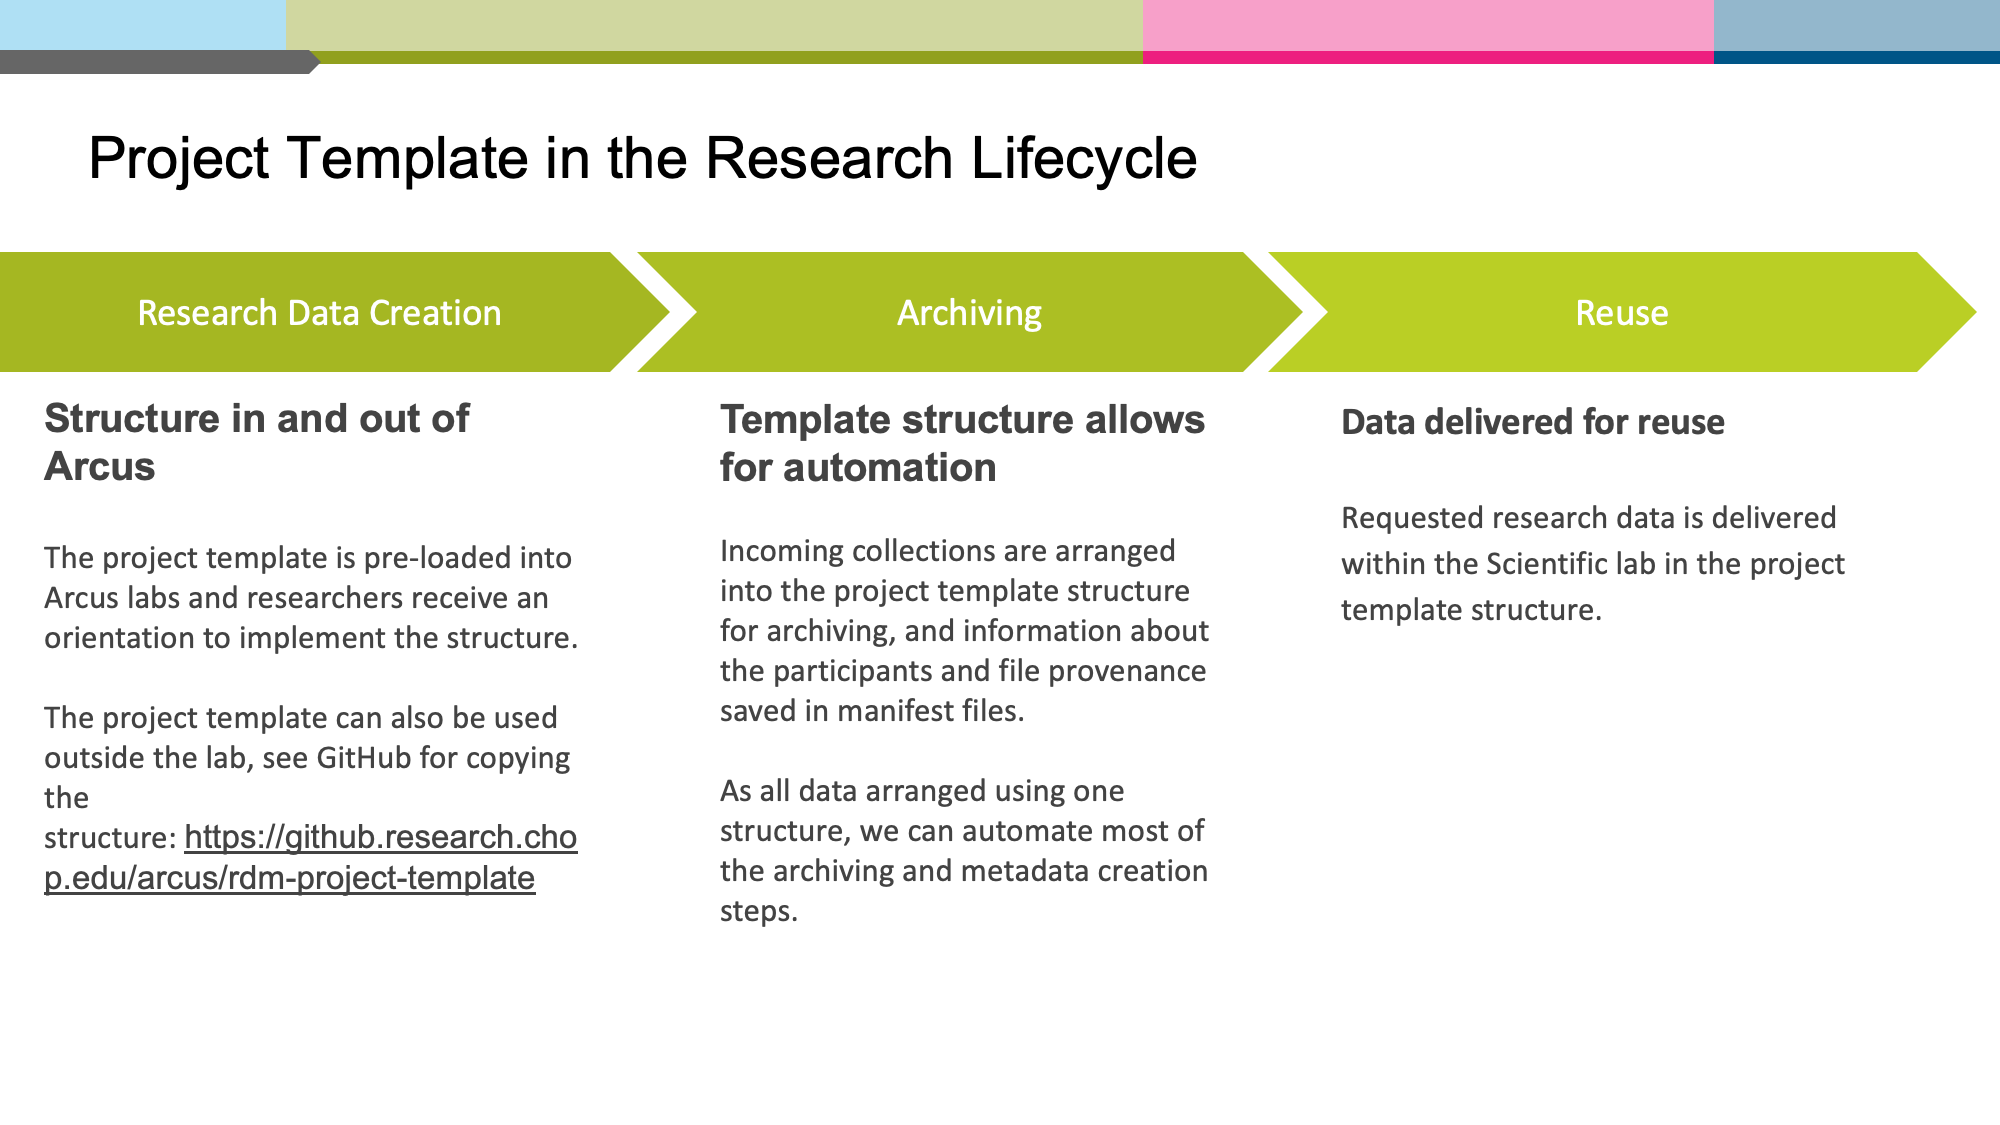 Project Template in the Research Lifecycle
Research Data Creation
Archiving
Reuse
Structure in and out of
Arcus
The project template is pre-loaded into
Arcus labs and researchers receive an
orientation to implement the structure.
The project template can also be used
outside the lab, see GitHub for copying
the
structure: https://github.research.cho
p.edu/arcus/rdm-project-template
Template structure allows
for automation
Incoming collections are arranged
into the project template structure
for archiving, and information about
the participants and file provenance
saved in manifest files.
As all data arranged using one
structure, we can automate most of
the archiving and metadata creation
steps.
Data delivered for reuse
Requested research data is delivered
within the Scientific lab in the project
template structure.